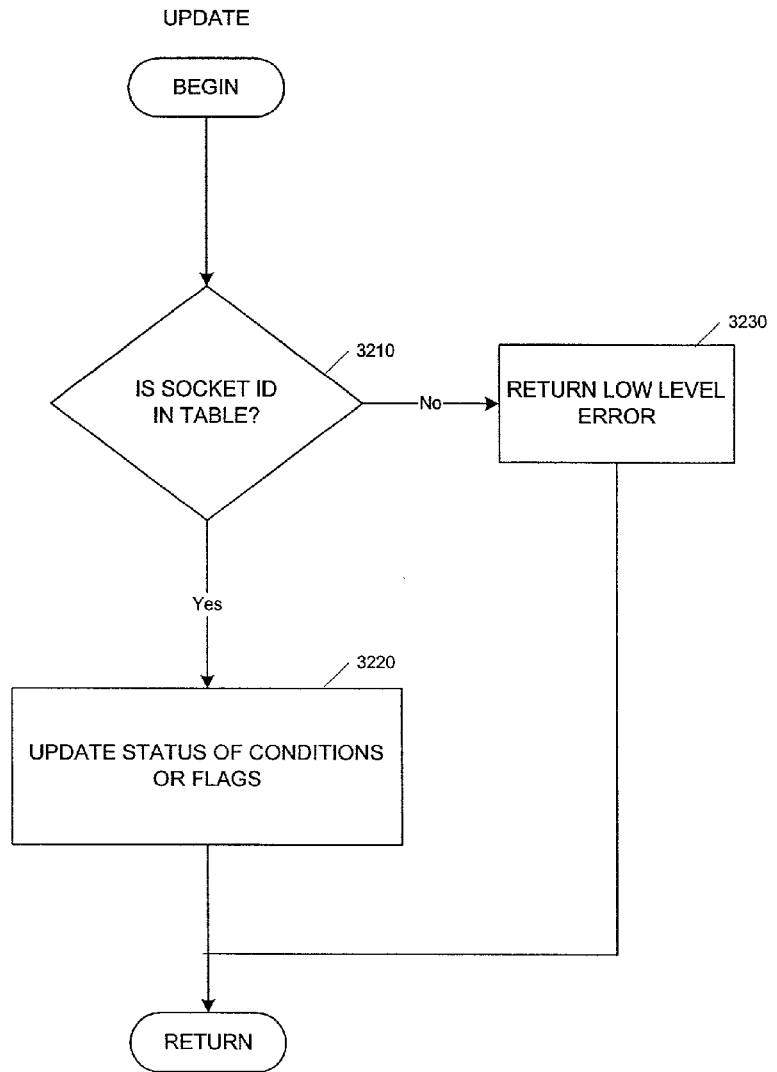 UPDATE
BEGIN
3210
IS SOCKET ID
IN TABLE?
No
3230
RETURN LOW LEVEL
ERROR
Yes
3220
UPDATE STATUS OF CONDITIONS
OR FLAGS
RETURN